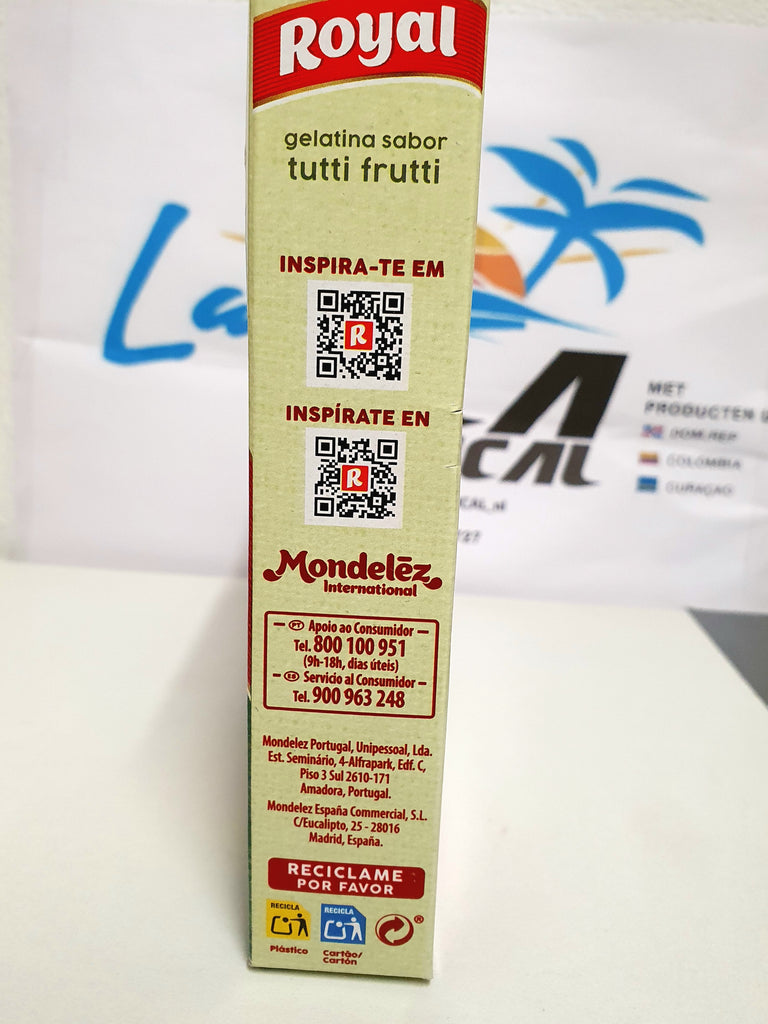 Royal
gelatina sabor
tutti frutti
INSPIRA-TE EM
R
INSPÍRATE EN
R
Mondelēz
International
PT Apoio ao Consumidor
Tel. 800 100 951
(9h-18h, dias úteis)
ES Servicio al Consumidor
Tel. 900 963 248
Mondelez Portugal, Unipessoal, Lda.
Est. Seminário, 4-Alfrapark, Edf. C,
Piso 3 Sul 2610-171
Amadora, Portugal.
Mondelez España Commercial, S.L.
C/Eucalipto, 25 - 28016
Madrid, España.
RECICLAME
POR FAVOR
RECICLA
Plástico
RECICLA
Cartão/
Cartón
®
MET
PRODUCTEN
DOM.REP
COLOMBIA
CURAÇAO